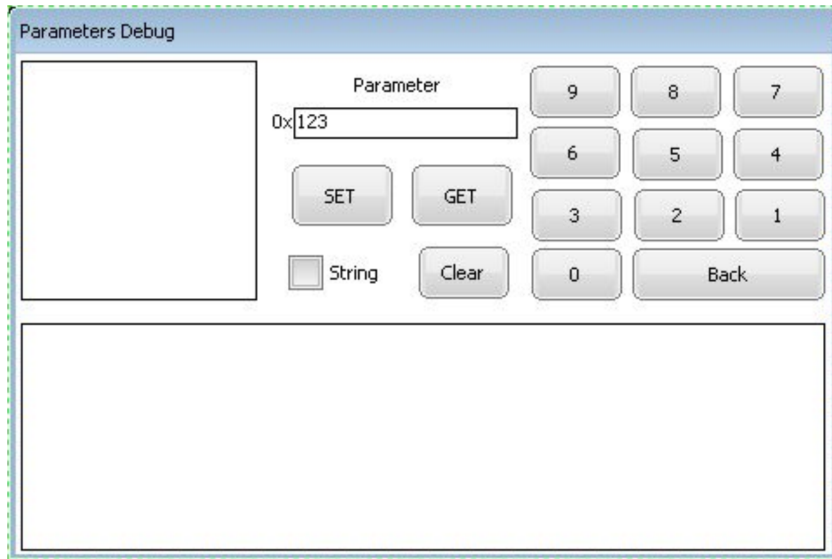 Parameters Debug
Parameter
0x123
SET
GET
String
Clear
9
8
7
6
5
4
3
2
1
0
Back